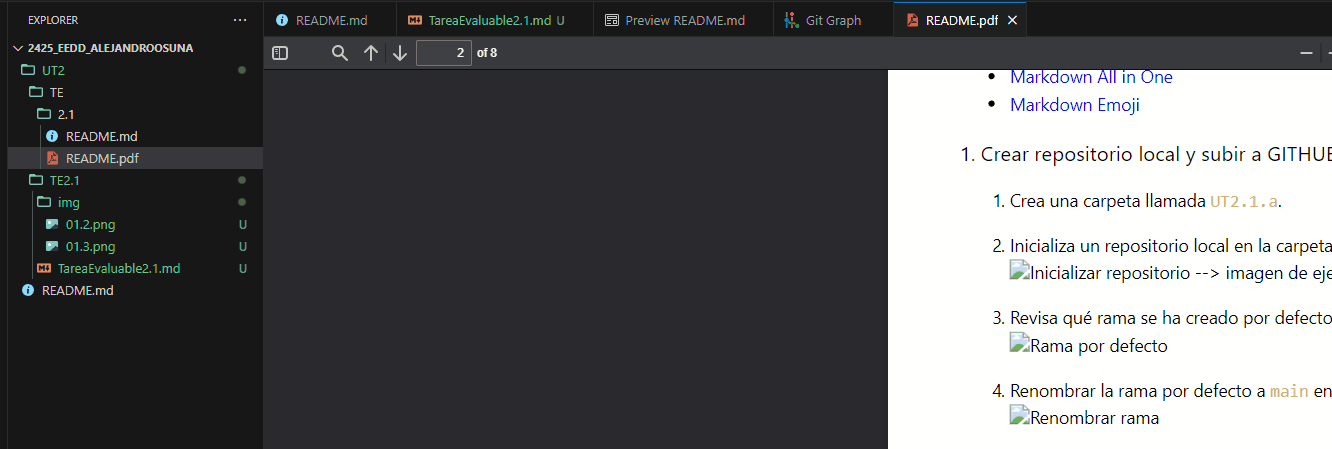 EXPLORER
README.md
TareaEvaluable2.1.md U
Preview README.md
Git Graph
README.pdf
2425_EEDD_ALEJANDROOSUNA
2 of 8
UT2
TE
2.1
README.md
README.pdf
TE2.1
img
01.2.png U
01.3.png U
TareaEvaluable2.1.md U
README.md
Markdown All in One
Markdown Emoji
1. Crear repositorio local y subir a GITHUB
1. Crea una carpeta llamada UT2.1.a.
2. Inicializa un repositorio local en la carpeta
Inicializar repositorio --> imagen de eje
3. Revisa qué rama se ha creado por defecto
Rama por defecto
4. Renombrar la rama por defecto a main en
Renombrar rama